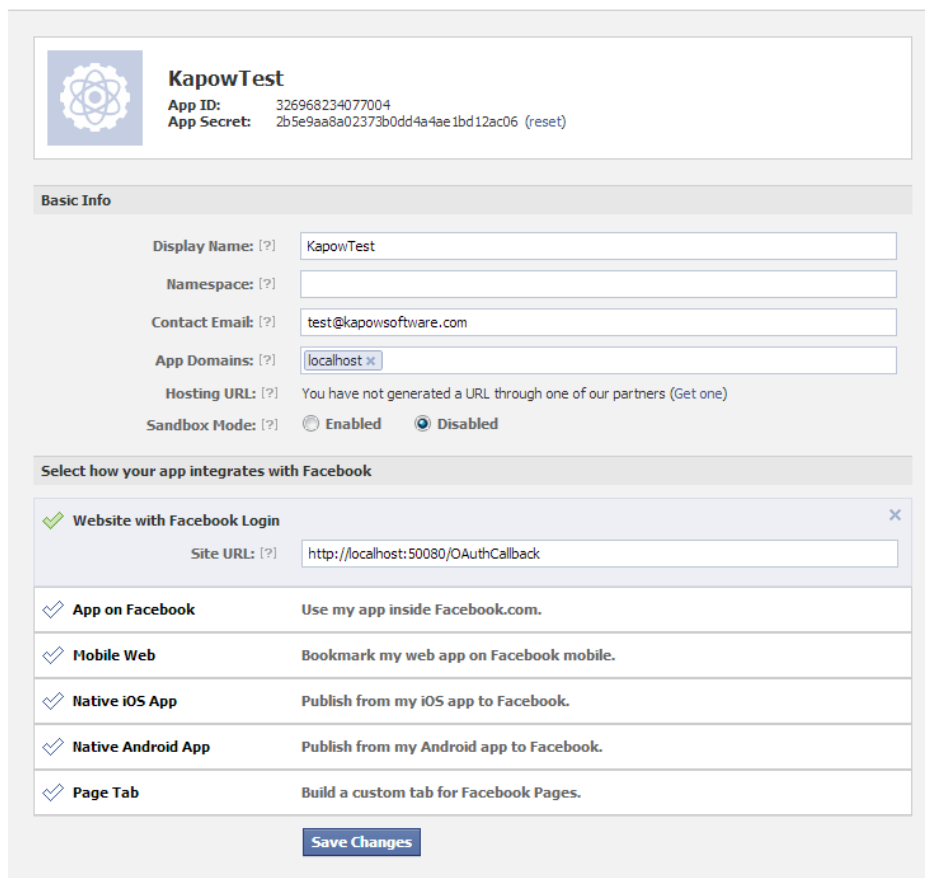 KapowTest
App ID: 326968234077004
App Secret: 2b5e9aa8a02373b0dd4a4ae1bd12ac06 (reset)
Basic Info
Display Name: [?] KapowTest
Namespace: [?]
Contact Email: [?] test@kapowsoftware.com
App Domains: [?] localhost ×
Hosting URL: [?] You have not generated a URL through one of our partners (Get one)
Sandbox Mode: [?] Enabled Disabled
Select how your app integrates with Facebook
Website with Facebook Login
Site URL: [?] http://localhost:50080/OAuthCallback
App on Facebook Use my app inside Facebook.com.
Mobile Web Bookmark my web app on Facebook mobile.
Native iOS App Publish from my iOS app to Facebook.
Native Android App Publish from my Android app to Facebook.
Page Tab Build a custom tab for Facebook Pages.
Save Changes